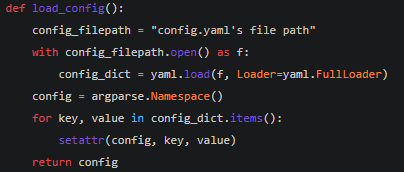 def load_config():
    config_filepath = "config.yaml's file path"
    with config_filepath.open() as f:
        config_dict = yaml.load(f, Loader=yaml.FullLoader)
    config = argparse.Namespace()
    for key, value in config_dict.items():
        setattr(config, key, value)
    return config